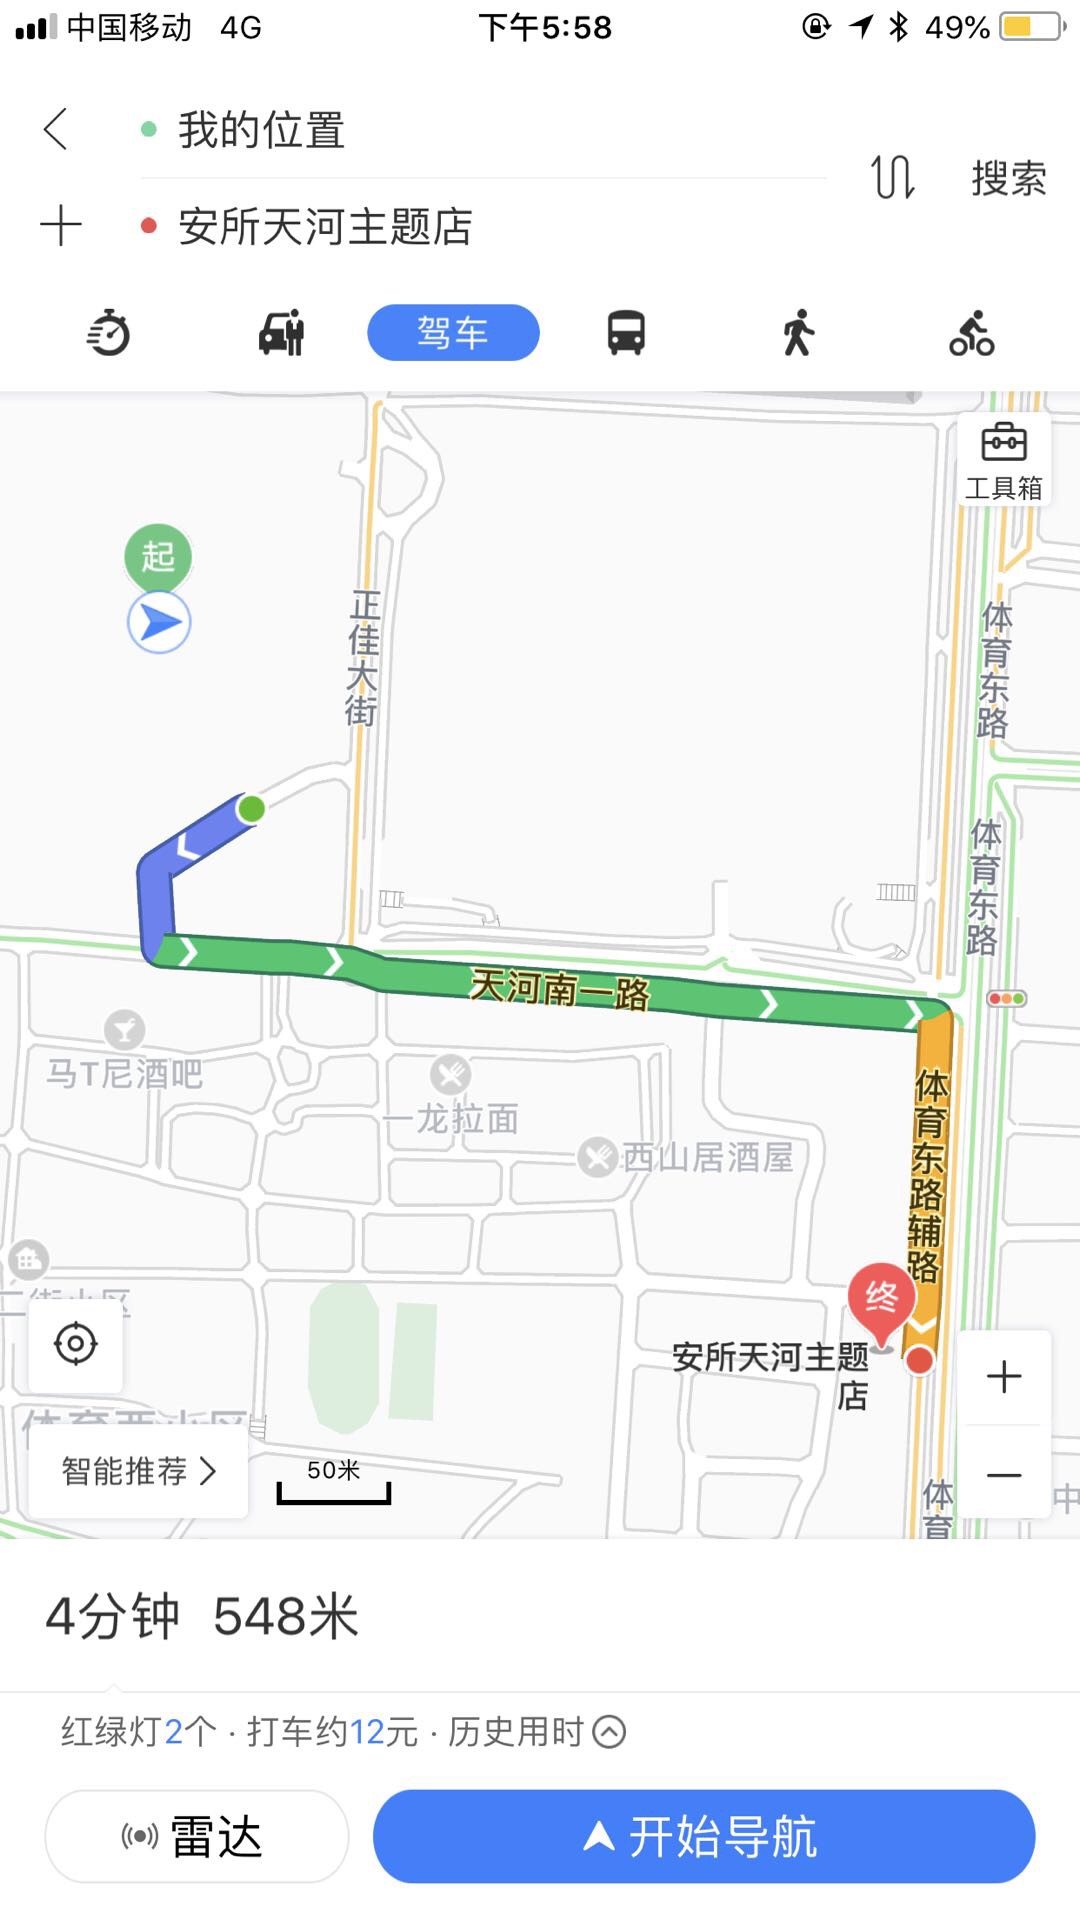 中国移动 4G 下午5:58 49%
我的位置
搜索
安所天河主题店
驾车
工具箱
起
正佳大街
体育东路
体育东路
天河南一路
马T尼酒吧
一龙拉面
西山居酒屋
体育东路辅路
终
安所天河主题
店
智能推荐
50米
体育
中
4分钟 548米
红绿灯2个 · 打车约12元 · 历史用时
雷达
开始导航